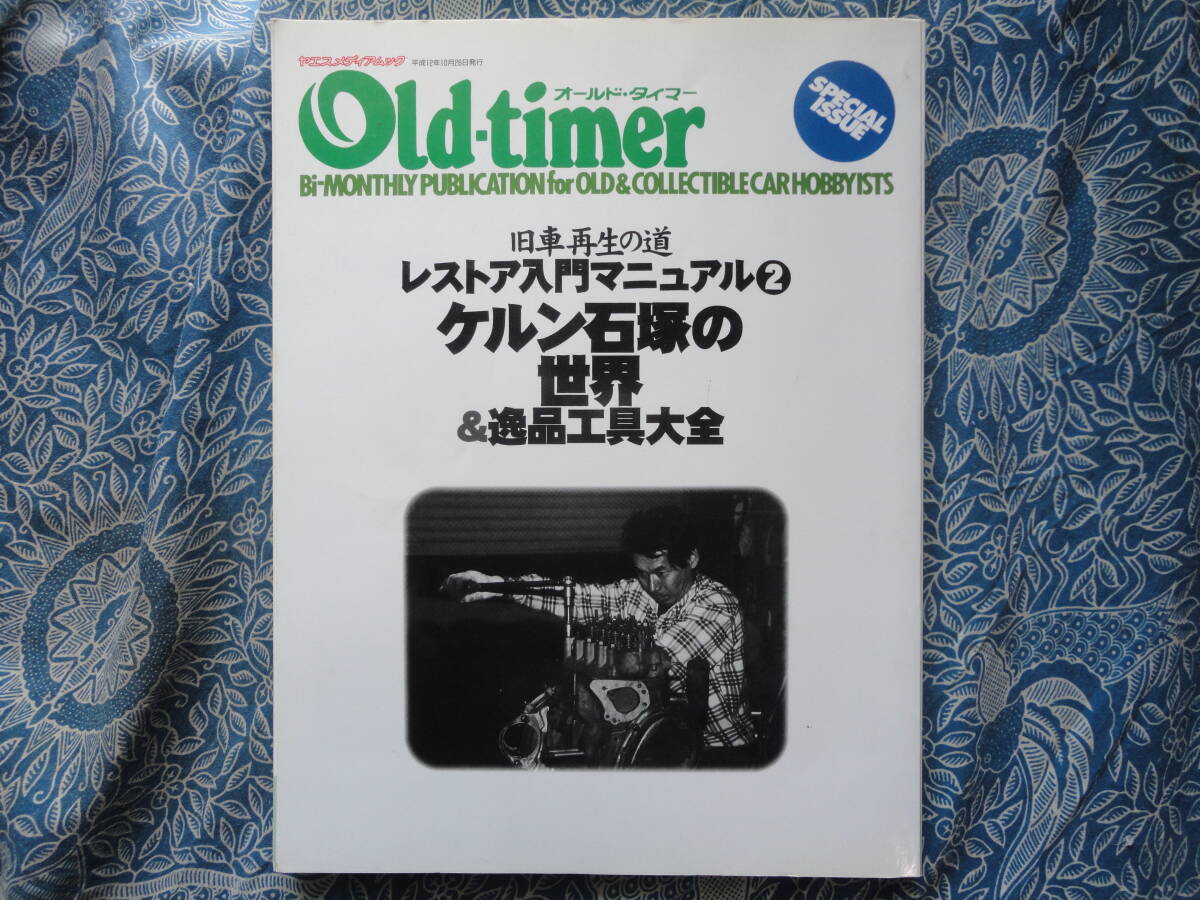 ヤエスメディアムック 平成12年10月26日発行
オールド・タイマー
Old-timer
SPECIAL
ISSUE
Bi-MONTHLY PUBLICATION for OLD & COLLECTIBLE CAR HOBBYISTS
旧車再生の道
レストア入門マニュアル❷
ケルン石塚の
世界
&逸品工具大全